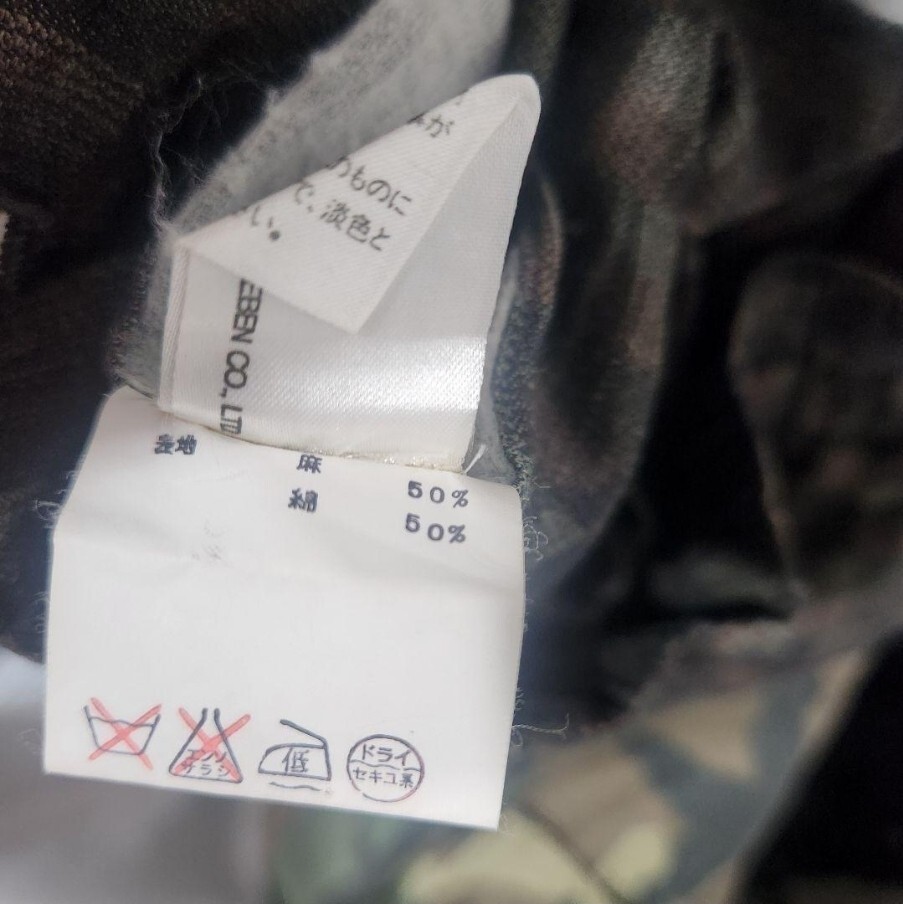 が
のものに
で、淡色と
い。
EBEN CO., LTD
表地
麻 50%
綿 50%
低
ドライ
エンソ
サラシ
セキユ系